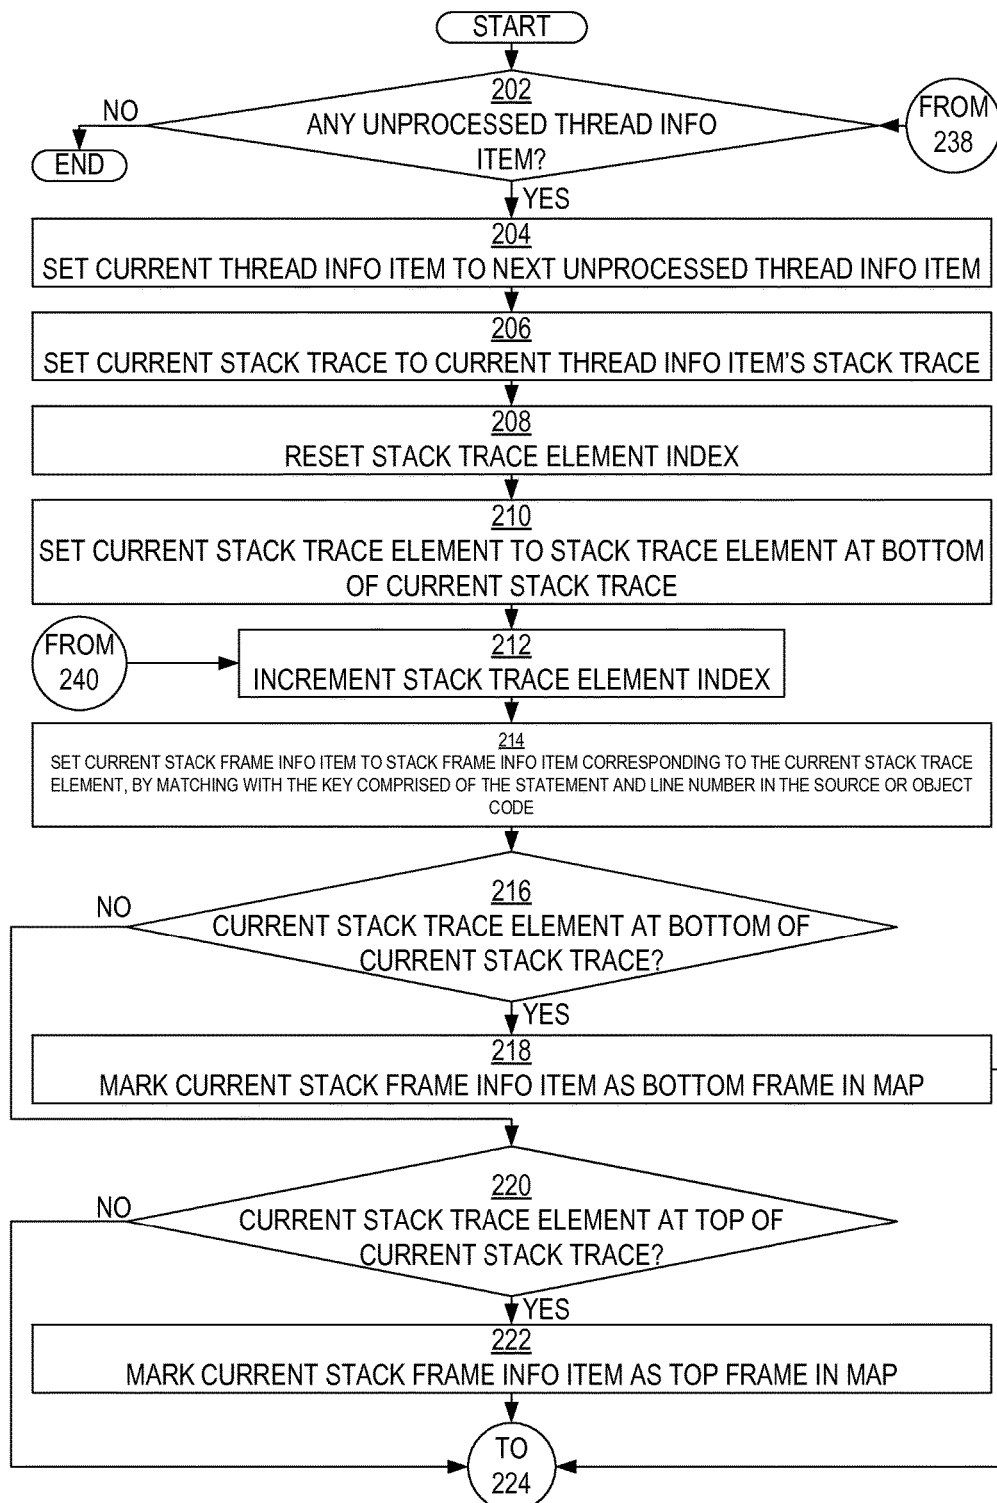 START
202
ANY UNPROCESSED THREAD INFO
ITEM?
NO
END
FROM
238
YES
204
SET CURRENT THREAD INFO ITEM TO NEXT UNPROCESSED THREAD INFO ITEM
206
SET CURRENT STACK TRACE TO CURRENT THREAD INFO ITEM'S STACK TRACE
208
RESET STACK TRACE ELEMENT INDEX
210
SET CURRENT STACK TRACE ELEMENT TO STACK TRACE ELEMENT AT BOTTOM
OF CURRENT STACK TRACE
FROM
240
212
INCREMENT STACK TRACE ELEMENT INDEX
214
SET CURRENT STACK FRAME INFO ITEM TO STACK FRAME INFO ITEM CORRESPONDING TO THE CURRENT STACK TRACE
ELEMENT, BY MATCHING WITH THE KEY COMPRISED OF THE STATEMENT AND LINE NUMBER IN THE SOURCE OR OBJECT
CODE
NO
216
CURRENT STACK TRACE ELEMENT AT BOTTOM OF
CURRENT STACK TRACE?
YES
218
MARK CURRENT STACK FRAME INFO ITEM AS BOTTOM FRAME IN MAP
NO
220
CURRENT STACK TRACE ELEMENT AT TOP OF
CURRENT STACK TRACE?
YES
222
MARK CURRENT STACK FRAME INFO ITEM AS TOP FRAME IN MAP
TO
224